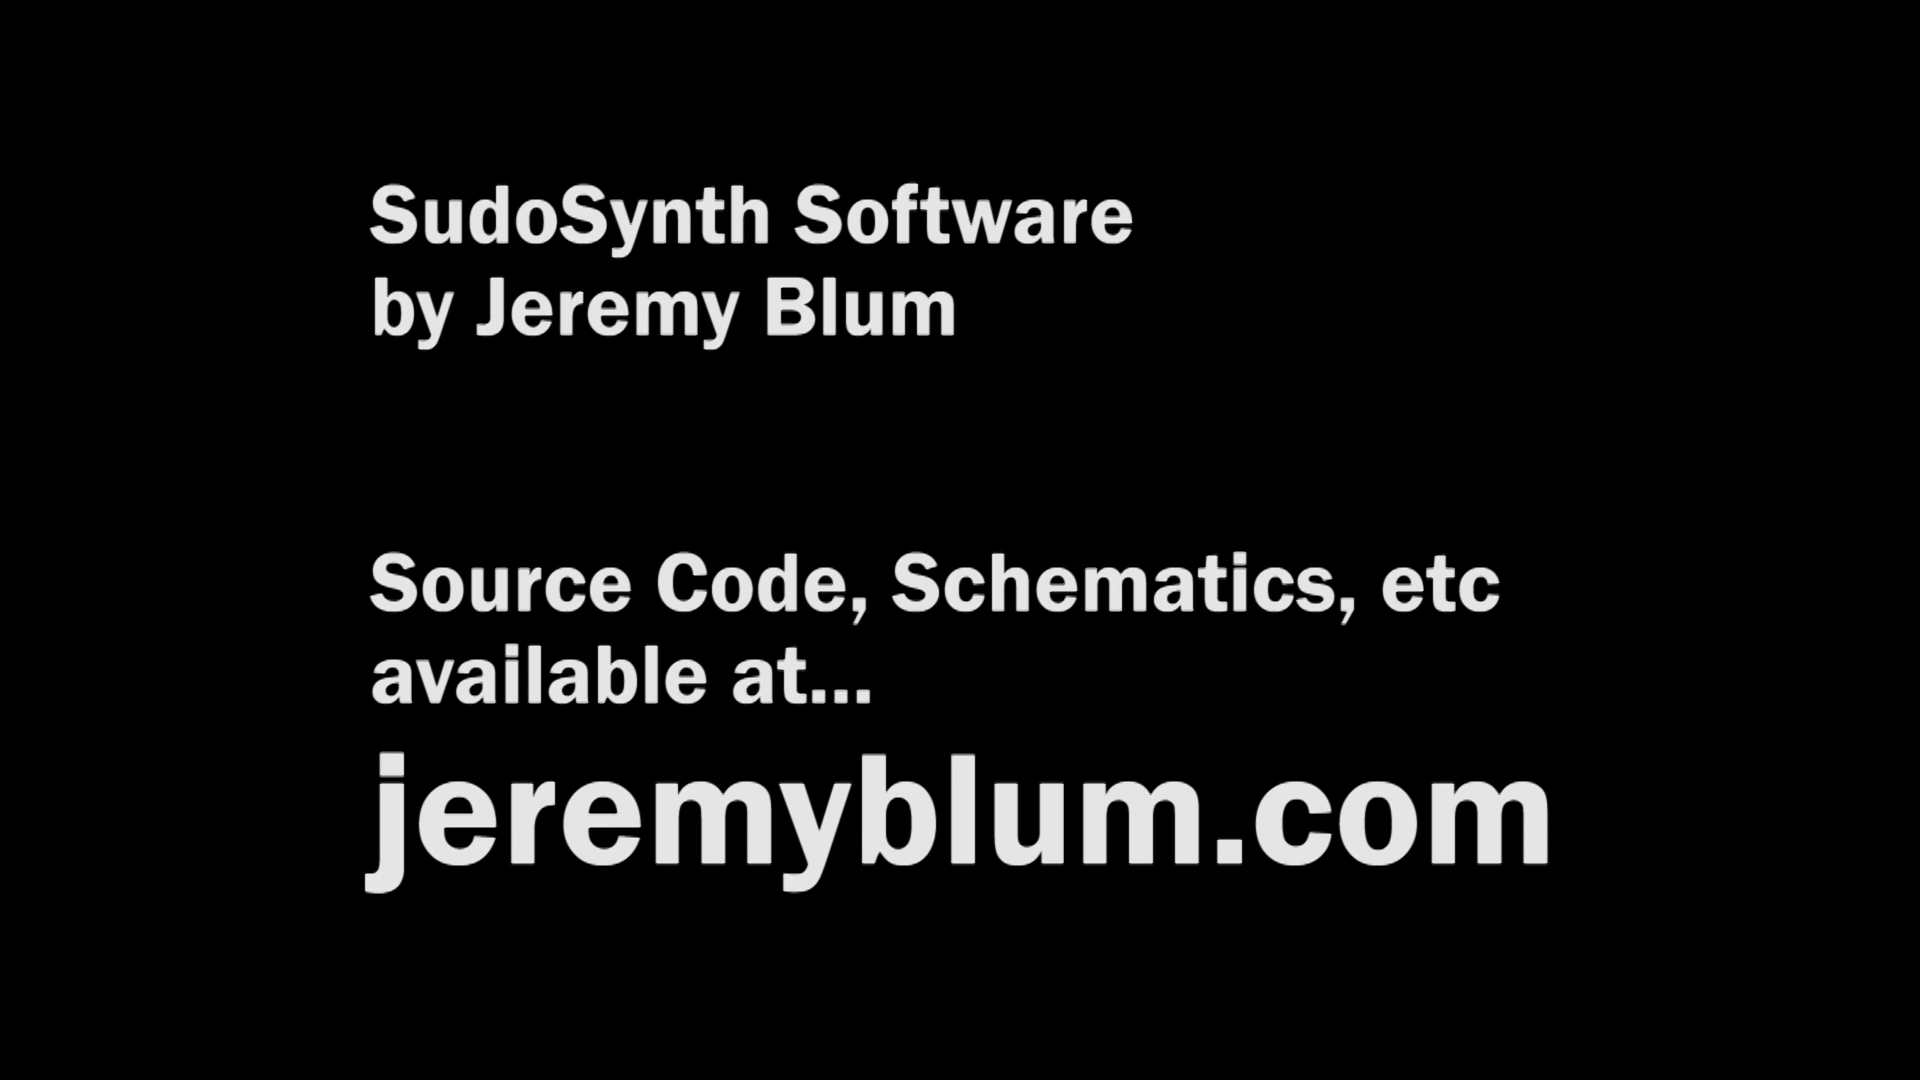 SudoSynth Software
by Jeremy Blum
Source Code, Schematics, etc
available at...
jeremyblum.com